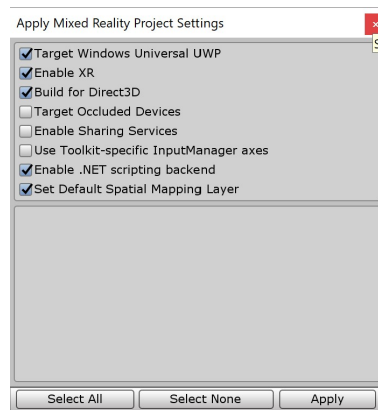 Apply Mixed Reality Project Settings
Target Windows Universal UWP
Enable XR
Build for Direct3D
Target Occluded Devices
Enable Sharing Services
Use Toolkit-specific InputManager axes
Enable .NET scripting backend
Set Default Spatial Mapping Layer
Select All Select None Apply